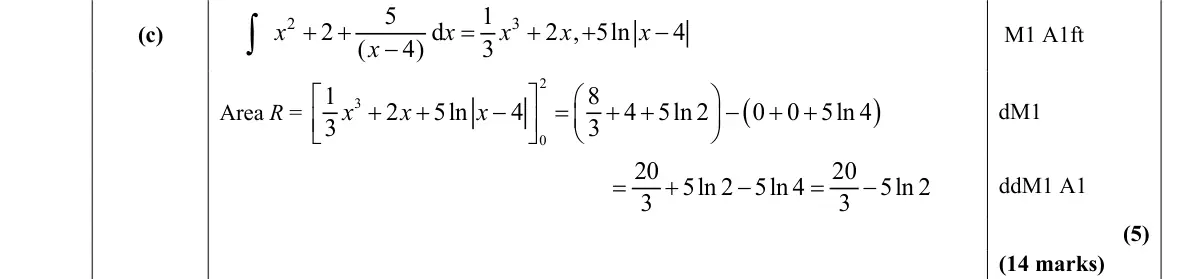 (c) ∫ x² + 2 + 5/(x − 4) dx = 1/3 x³ + 2x, +5 ln|x − 4| M1 A1ft
Area R = [1/3 x³ + 2x + 5 ln|x − 4|]₀² = (8/3 + 4 + 5 ln 2) − (0 + 0 + 5 ln 4) dM1
= 20/3 + 5 ln 2 − 5 ln 4 = 20/3 − 5 ln 2 ddM1 A1
(5)
(14 marks)